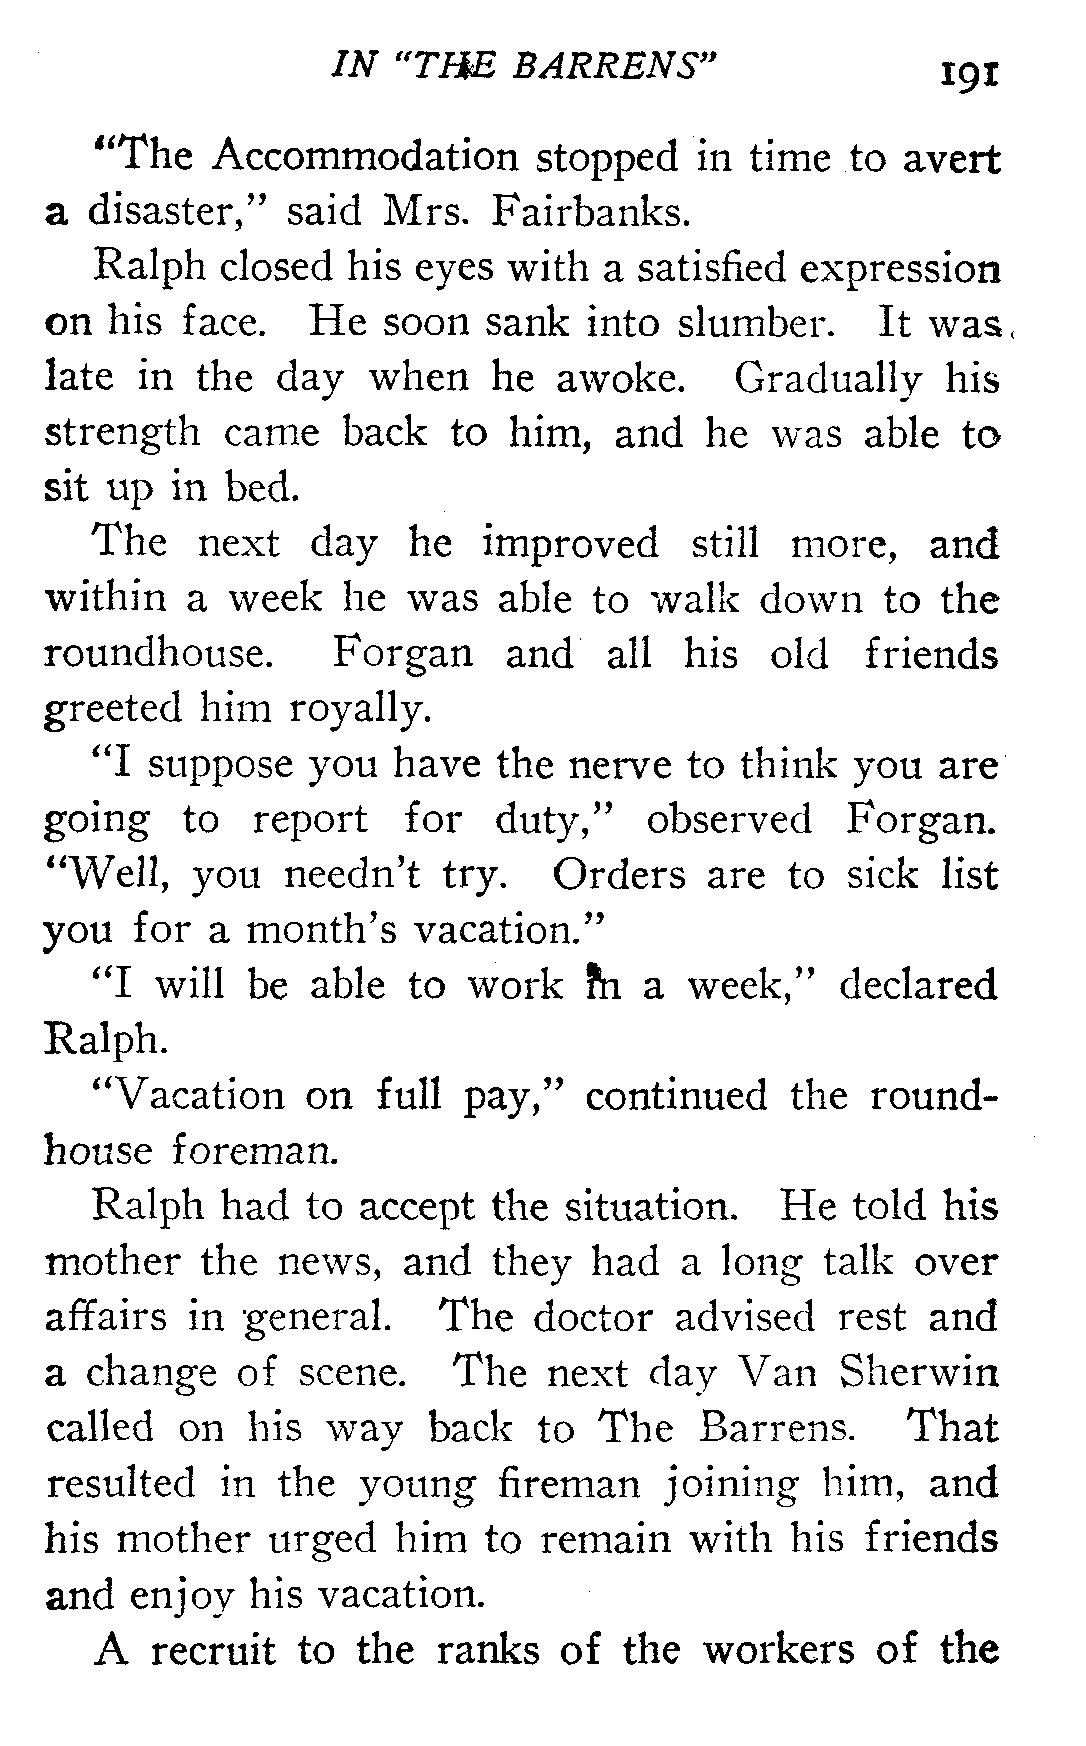 IN "THE BARRENS" 191
"The Accommodation stopped in time to avert
a disaster," said Mrs. Fairbanks.
Ralph closed his eyes with a satisfied expression
on his face. He soon sank into slumber. It was
late in the day when he awoke. Gradually his
strength came back to him, and he was able to
sit up in bed.
The next day he improved still more, and
within a week he was able to walk down to the
roundhouse. Forgan and all his old friends
greeted him royally.
"I suppose you have the nerve to think you are
going to report for duty," observed Forgan.
"Well, you needn't try. Orders are to sick list
you for a month's vacation."
"I will be able to work in a week," declared
Ralph.
"Vacation on full pay," continued the round-
house foreman.
Ralph had to accept the situation. He told his
mother the news, and they had a long talk over
affairs in general. The doctor advised rest and
a change of scene. The next day Van Sherwin
called on his way back to The Barrens. That
resulted in the young fireman joining him, and
his mother urged him to remain with his friends
and enjoy his vacation.
A recruit to the ranks of the workers of the